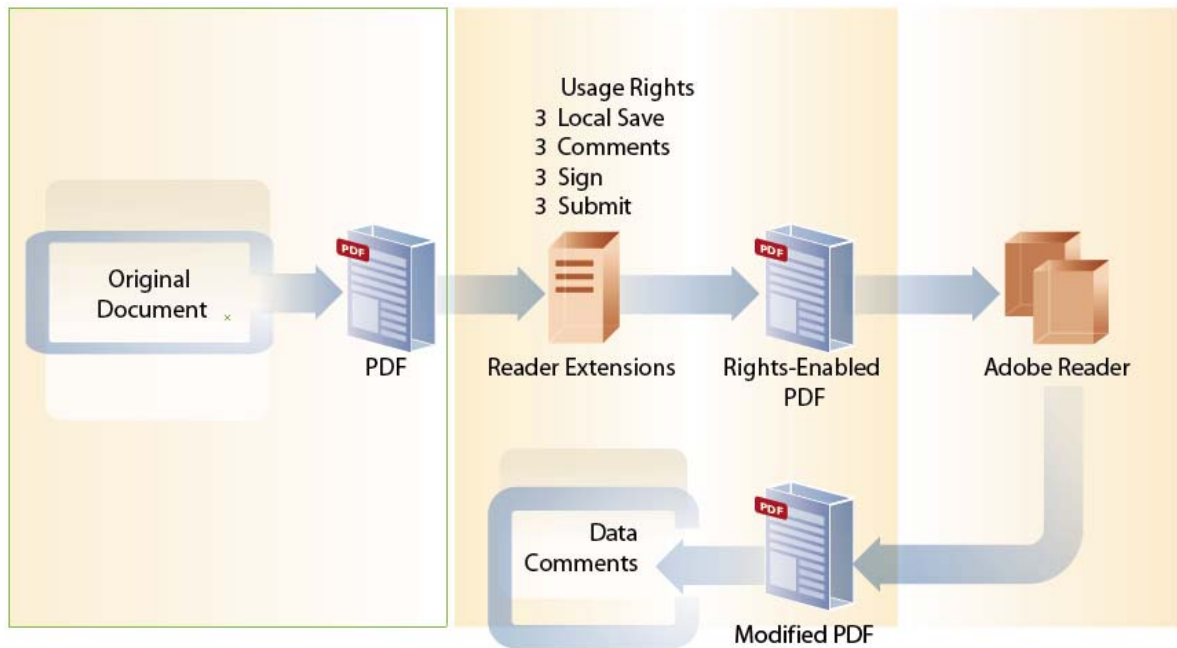 Usage Rights
3 Local Save
3 Comments
3 Sign
3 Submit
Original
Document
PDF
PDF
Reader Extensions
PDF
Rights-Enabled
PDF
Adobe Reader
Data
Comments
PDF
Modified PDF